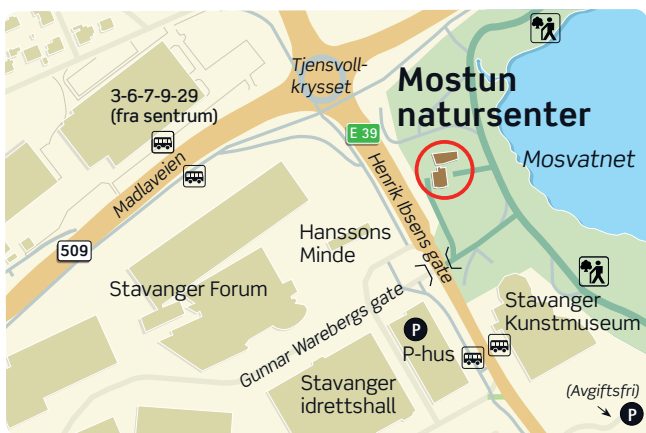 Tjensvoll-
krysset
Mostun
natursenter
3-6-7-9-29
(fra sentrum)
E 39
Mosvatnet
Madlaveien
Henrik Ibsens gate
509
Hanssons
Minde
Stavanger Forum
Gunnar Warebergs gate
Stavanger
Kunstmuseum
P
P-hus
Stavanger
idrettshall
(Avgiftsfri)
P